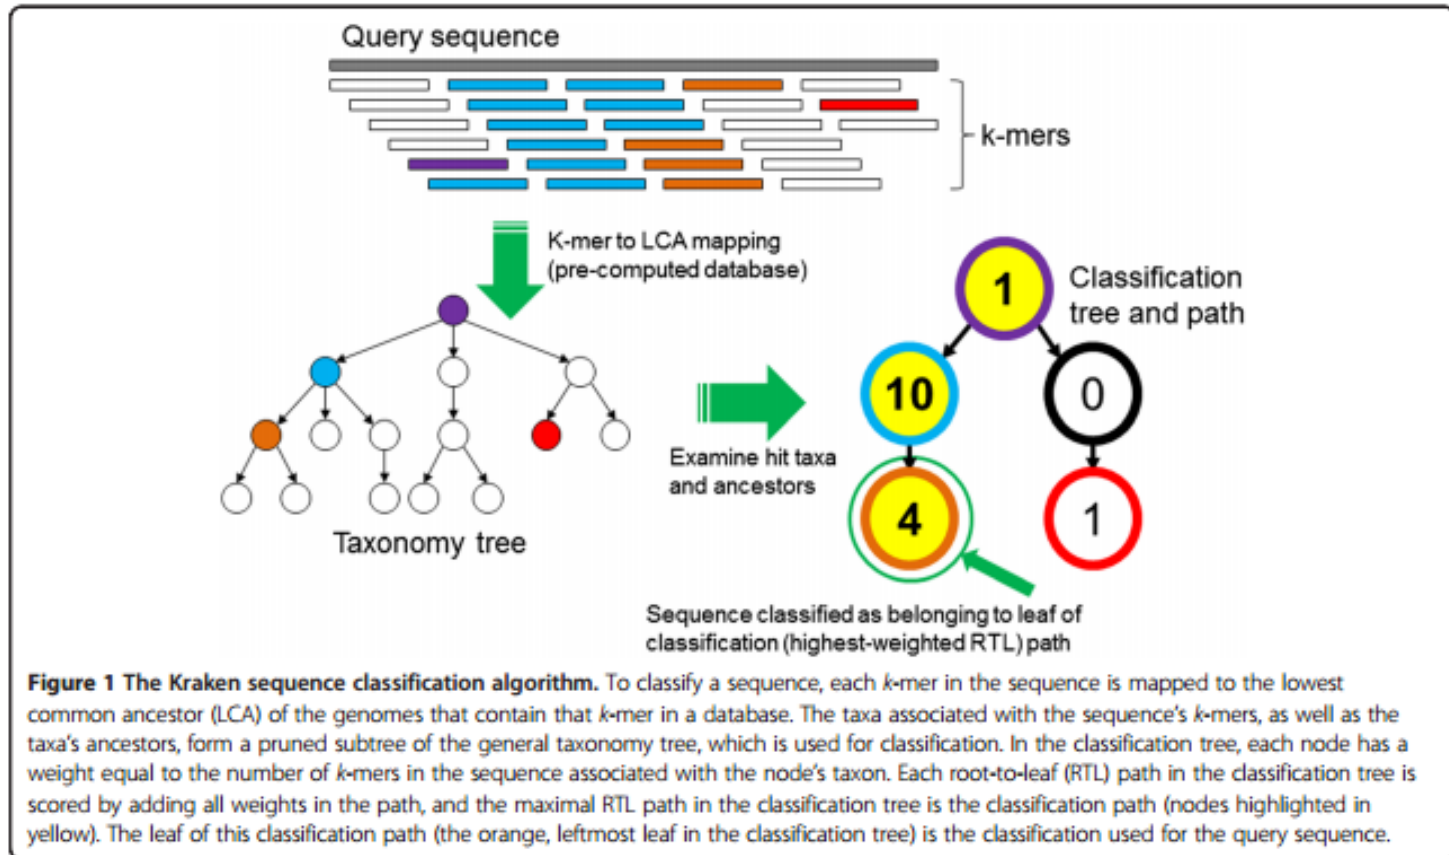 Query sequence
k-mers
K-mer to LCA mapping
(pre-computed database)
1
Classification
tree and path
10
0
Examine hit taxa
and ancestors
4
1
Taxonomy tree
Sequence classified as belonging to leaf of
classification (highest-weighted RTL) path
Figure 1 The Kraken sequence classification algorithm. To classify a sequence, each k-mer in the sequence is mapped to the lowest
common ancestor (LCA) of the genomes that contain that k-mer in a database. The taxa associated with the sequence's k-mers, as well as the
taxa's ancestors, form a pruned subtree of the general taxonomy tree, which is used for classification. In the classification tree, each node has a
weight equal to the number of k-mers in the sequence associated with the node's taxon. Each root-to-leaf (RTL) path in the classification tree is
scored by adding all weights in the path, and the maximal RTL path in the classification tree is the classification path (nodes highlighted in
yellow). The leaf of this classification path (the orange, leftmost leaf in the classification tree) is the classification used for the query sequence.